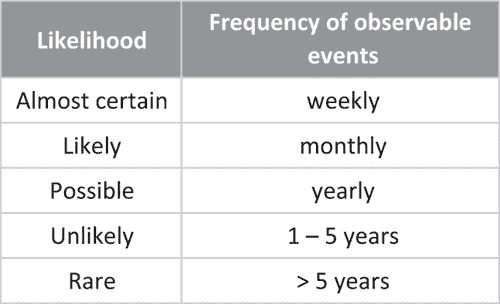 Likelihood
Frequency of observable
events
Almost certain
weekly
Likely
monthly
Possible
yearly
Unlikely
1 – 5 years
Rare
> 5 years